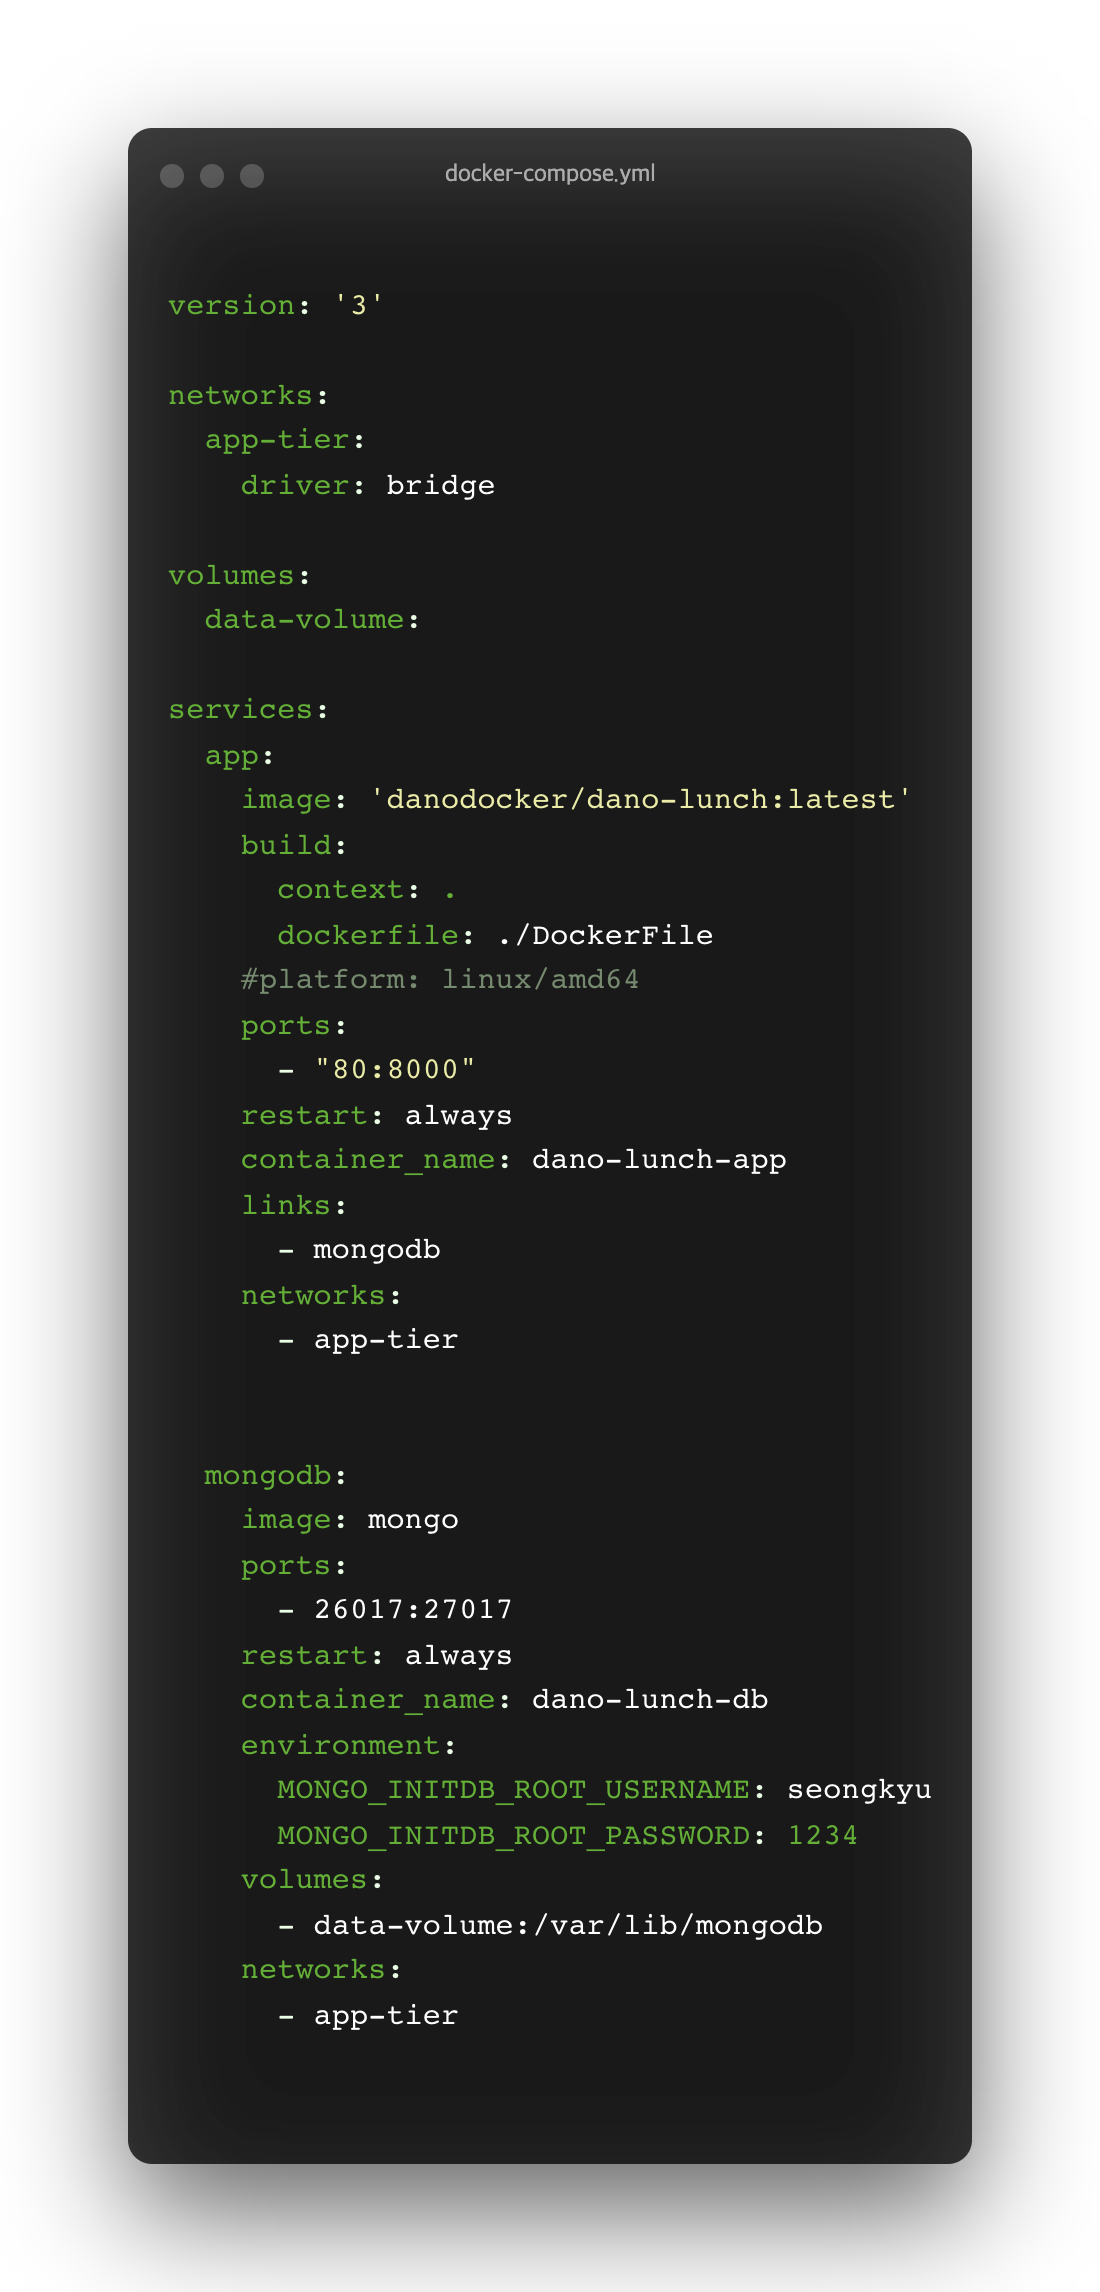 docker-compose.yml
version: '3'
networks:
  app-tier:
    driver: bridge
volumes:
  data-volume:
services:
  app:
    image: 'danodocker/dano-lunch:latest'
    build:
      context: .
      dockerfile: ./DockerFile
    #platform: linux/amd64
    ports:
      - "80:8000"
    restart: always
    container_name: dano-lunch-app
    links:
      - mongodb
    networks:
      - app-tier
  mongodb:
    image: mongo
    ports:
      - 26017:27017
    restart: always
    container_name: dano-lunch-db
    environment:
      MONGO_INITDB_ROOT_USERNAME: seongkyu
      MONGO_INITDB_ROOT_PASSWORD: 1234
    volumes:
      - data-volume:/var/lib/mongodb
    networks:
      - app-tier